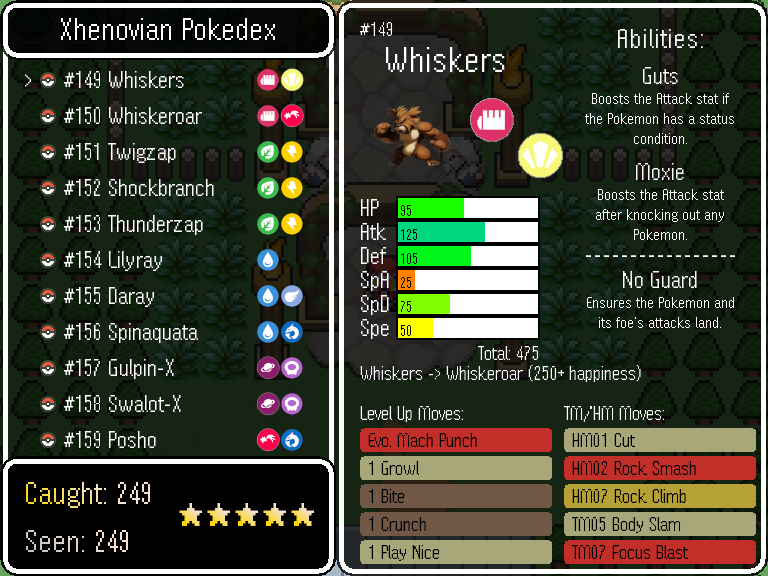 Xhenovian Pokedex
> #149 Whiskers
#150 Whiskeroar
#151 Twigzap
#152 Shockbranch
#153 Thunderzap
#154 Lilyray
#155 Daray
#156 Spinaquata
#157 Gulpin-X
#158 Swalot-X
#159 Posho
Caught: 249
Seen: 249
#149
Whiskers
HP 95
Atk 125
Def 105
SpA 25
SpD 75
Spe 50
Total: 475
Whiskers -> Whiskeroar (250+ happiness)
Abilities:
Guts
Boosts the Attack stat if
the Pokemon has a status
condition.
Moxie
Boosts the Attack stat
after knocking out any
Pokemon.
No Guard
Ensures the Pokemon and
its foe's attacks land.
Level Up Moves:
Evo. Mach Punch
1 Growl
1 Bite
1 Crunch
1 Play Nice
TM/HM Moves:
HM01 Cut
HM02 Rock Smash
HM07 Rock Climb
TM05 Body Slam
TM07 Focus Blast